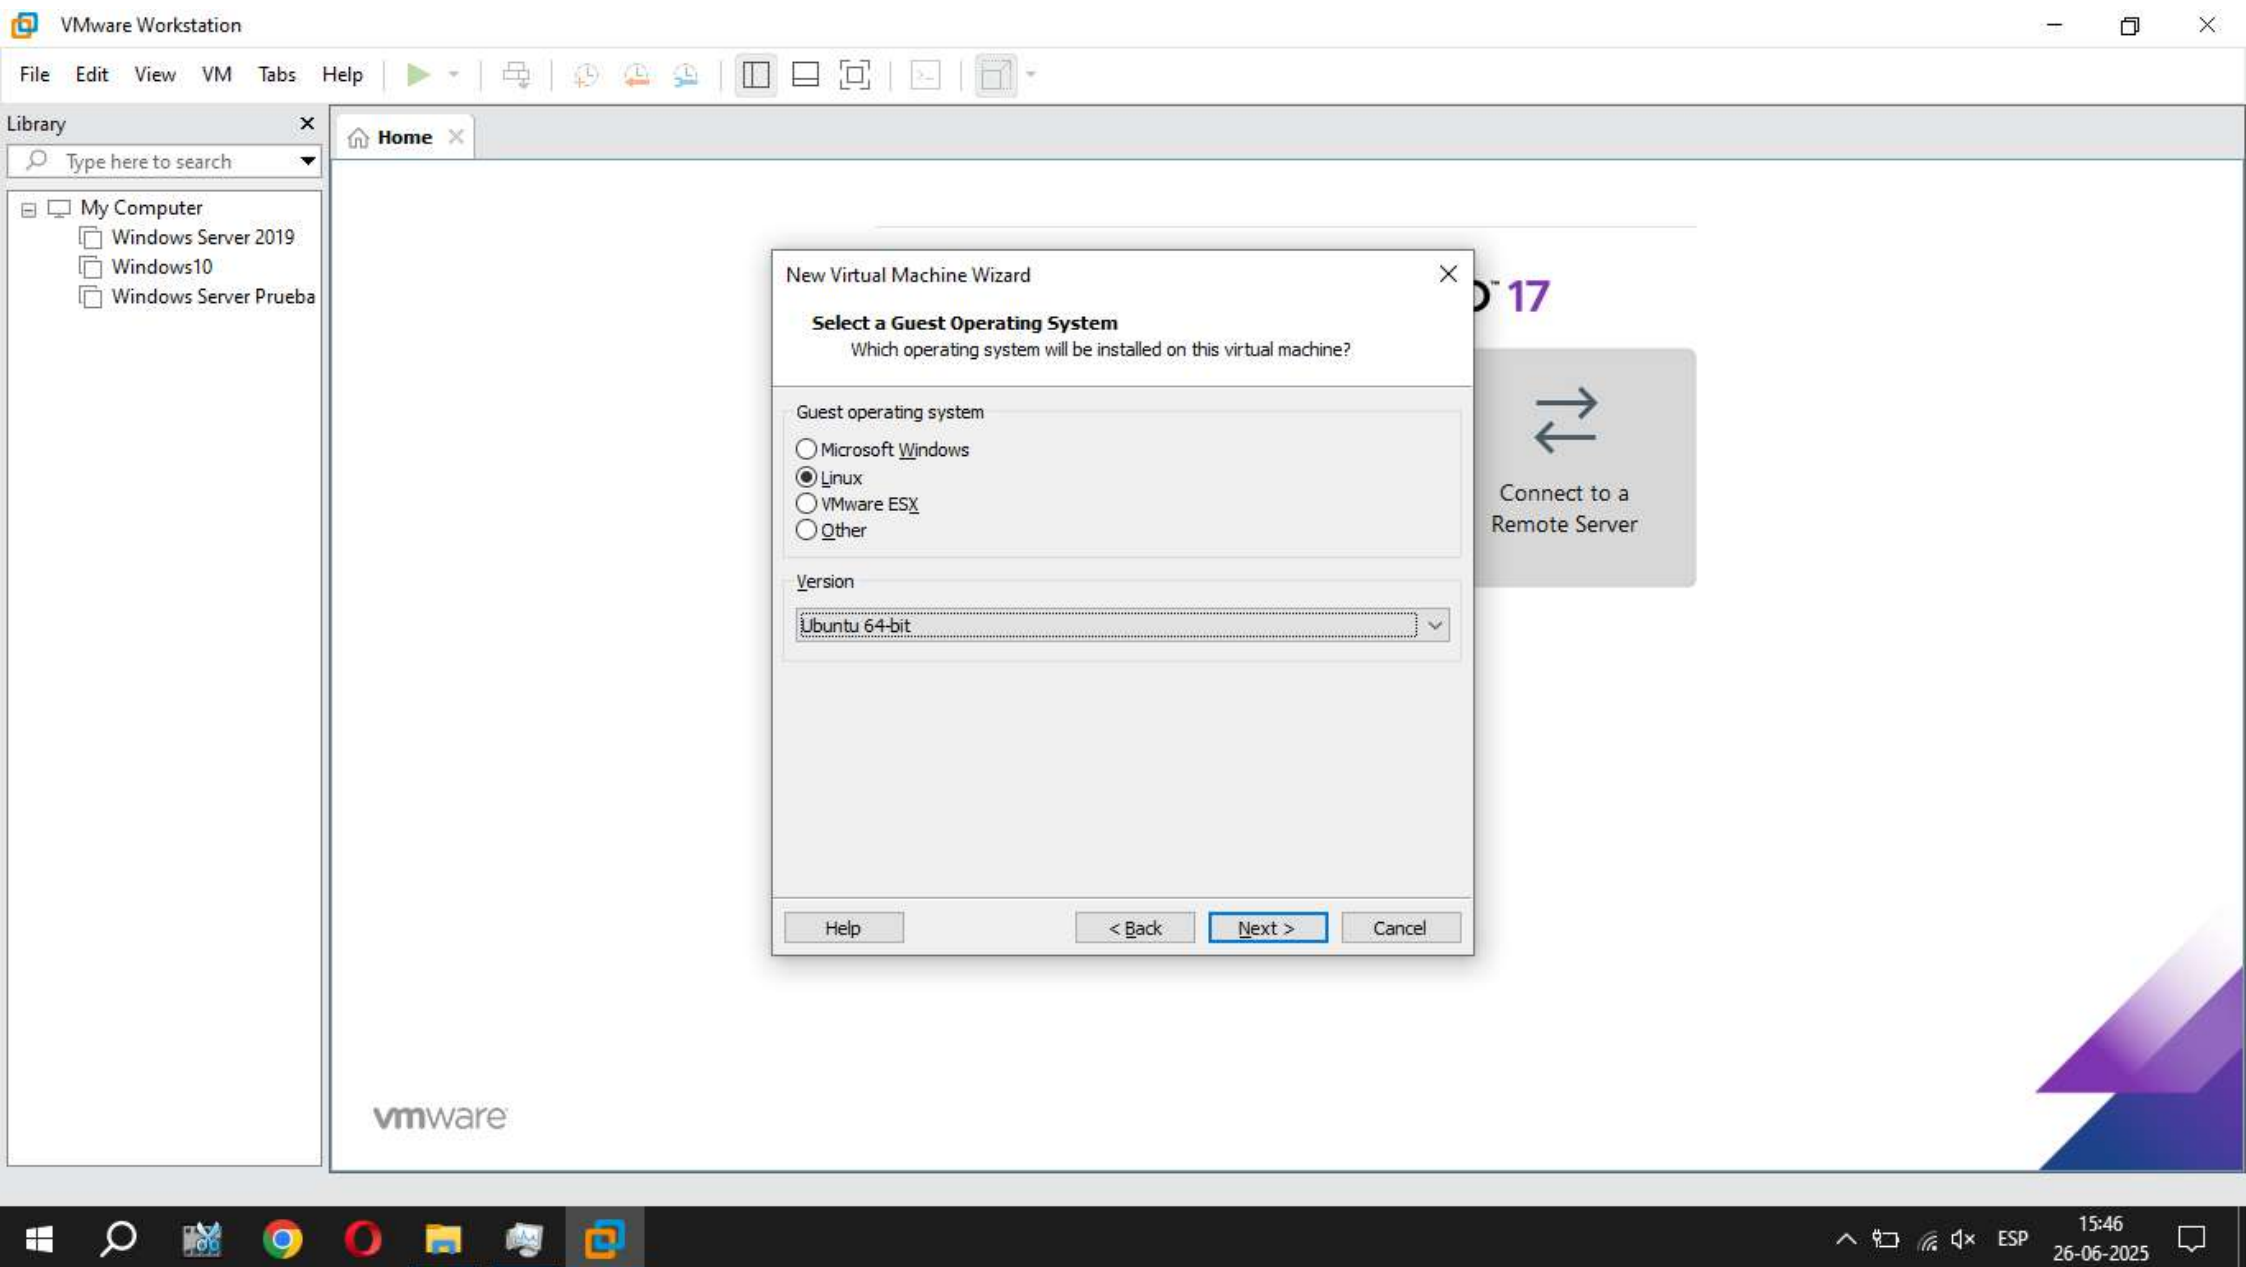 VMware Workstation
File Edit View VM Tabs Help
Library
Home
Type here to search
My Computer
Windows Server 2019
Windows10
Windows Server Prueba
™ 17
New Virtual Machine Wizard
Select a Guest Operating System
Which operating system will be installed on this virtual machine?
Guest operating system
Microsoft Windows
Linux
VMware ESX
Other
Version
Ubuntu 64-bit
Help
< Back
Next >
Cancel
Connect to a
Remote Server
vmware
ESP
15:46
26-06-2025